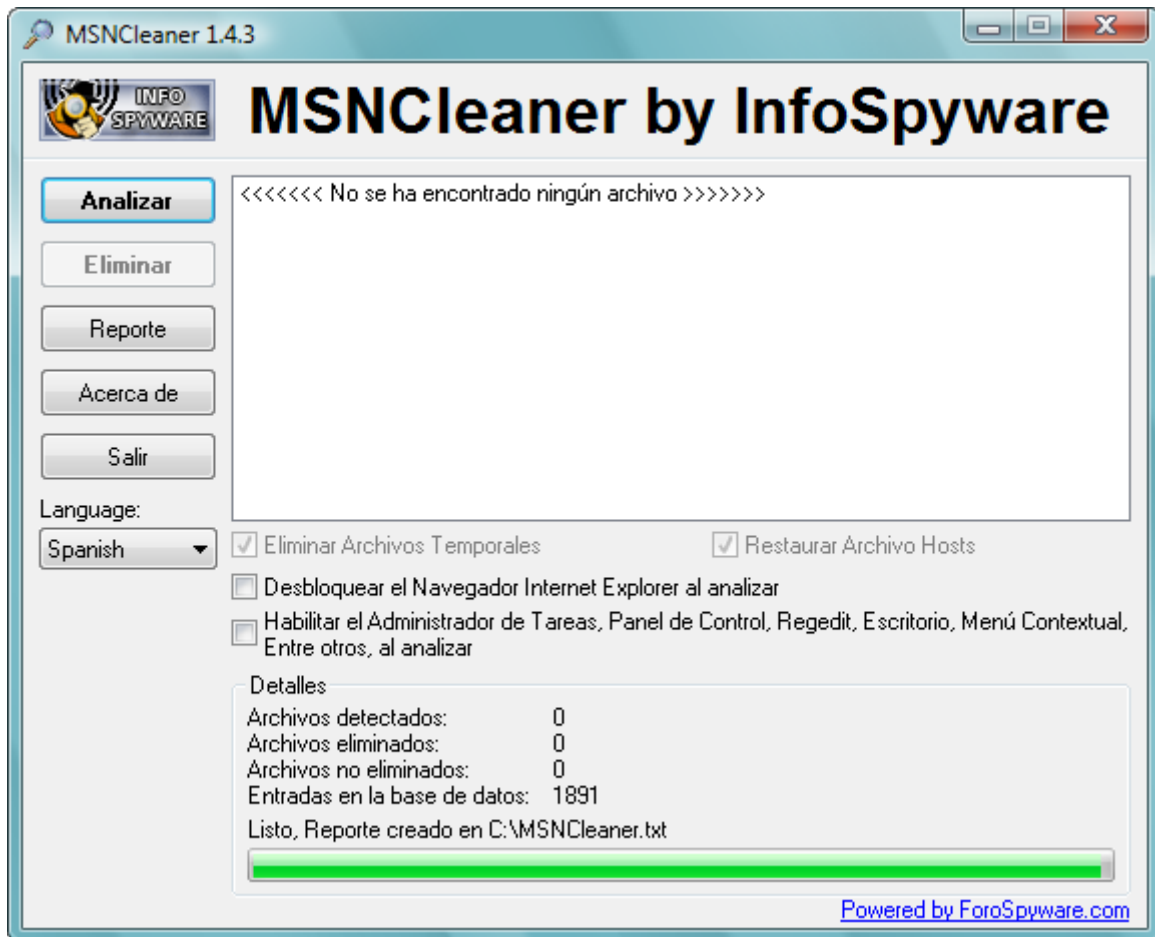 MSNCleaner 1.4.3
INFO
SPYWARE
MSNCleaner by InfoSpyware
Analizar
Eliminar
Reporte
Acerca de
Salir
Language:
Spanish
<<<<<<< No se ha encontrado ningún archivo >>>>>>>
Eliminar Archivos Temporales
Restaurar Archivo Hosts
Desbloquear el Navegador Internet Explorer al analizar
Habilitar el Administrador de Tareas, Panel de Control, Regedit, Escritorio, Menú Contextual,
Entre otros, al analizar
Detalles
Archivos detectados: 0
Archivos eliminados: 0
Archivos no eliminados: 0
Entradas en la base de datos: 1891
Listo, Reporte creado en C:\MSNCleaner.txt
Powered by ForoSpyware.com